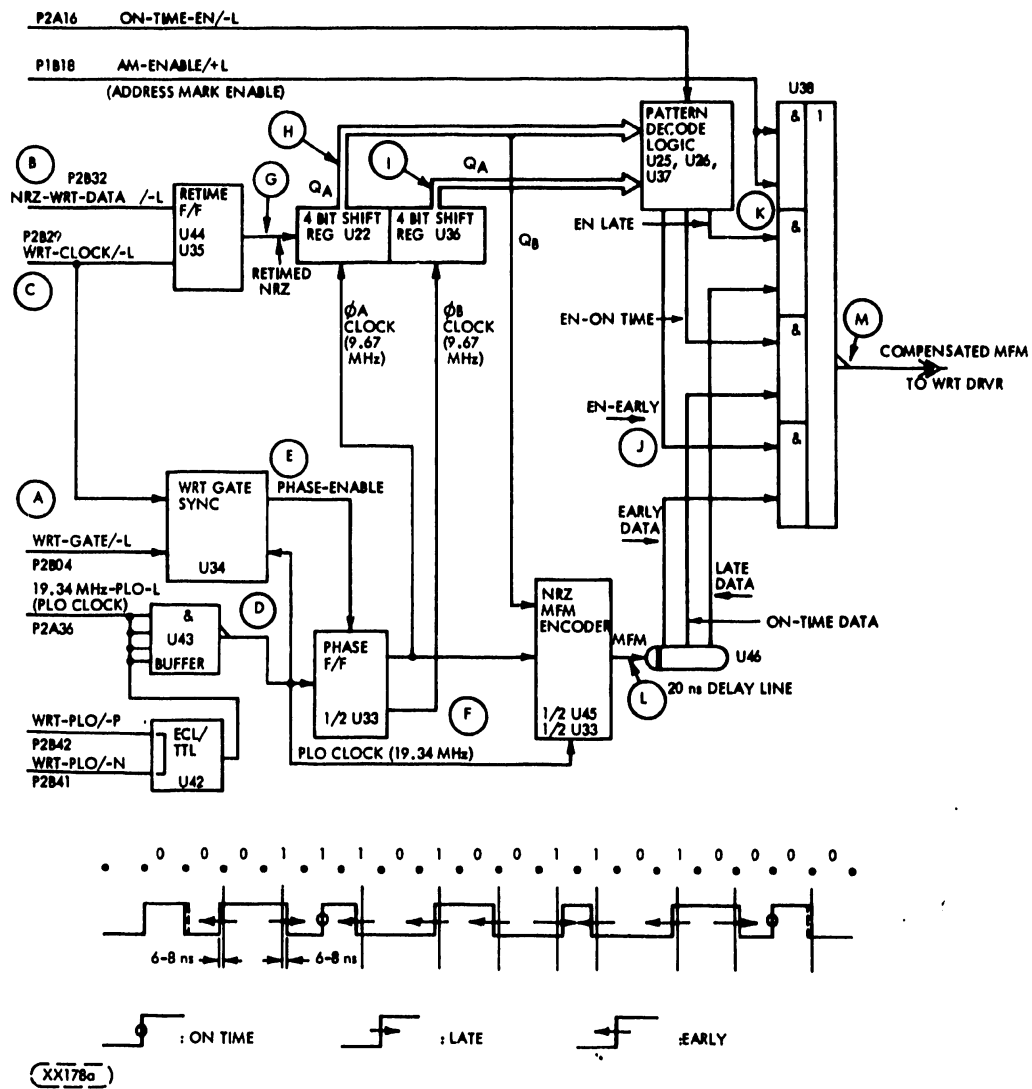 P2A16 ON-TIME-EN/-L
P1B18 AM-ENABLE/+L
(ADDRESS MARK ENABLE)
U38
& 1
&
&
&
PATTERN
DECODE
LOGIC
U25, U26,
U37
H
I
QA
QA
QB
B
P2B32
NRZ-WRT-DATA /-L
P2B29
WRT-CLOCK/-L
C
RETIME
F/F
U44
U35
G
RETIMED
NRZ
4 BIT SHIFT
REG U22
4 BIT SHIFT
REG U36
K
EN LATE
EN-ON TIME
EN-EARLY
J
M
COMPENSATED MFM
TO WRT DRVR
ØA
CLOCK
(9.67
MHz)
ØB
CLOCK
(9.67
MHz)
A
WRT GATE
SYNC
U34
E
PHASE-ENABLE
WRT-GATE/-L
P2B04
19.34 MHz-PLO-L
(PLO CLOCK)
P2A36
&
U43
BUFFER
D
PHASE
F/F
1/2 U33
F
NRZ
MFM
ENCODER
1/2 U45
1/2 U33
MFM
L
EARLY
DATA
LATE
DATA
ON-TIME DATA
U46
20 ns DELAY LINE
WRT-PLO/-P
P2B42
WRT-PLO/-N
P2B41
ECL/
TTL
U42
PLO CLOCK (19.34 MHz)
0 0 1 1 1 0 1 0 0 1 1 0 1 0 0 0 0
6-8 ns
6-8 ns
: ON TIME
: LATE
:EARLY
XX178a